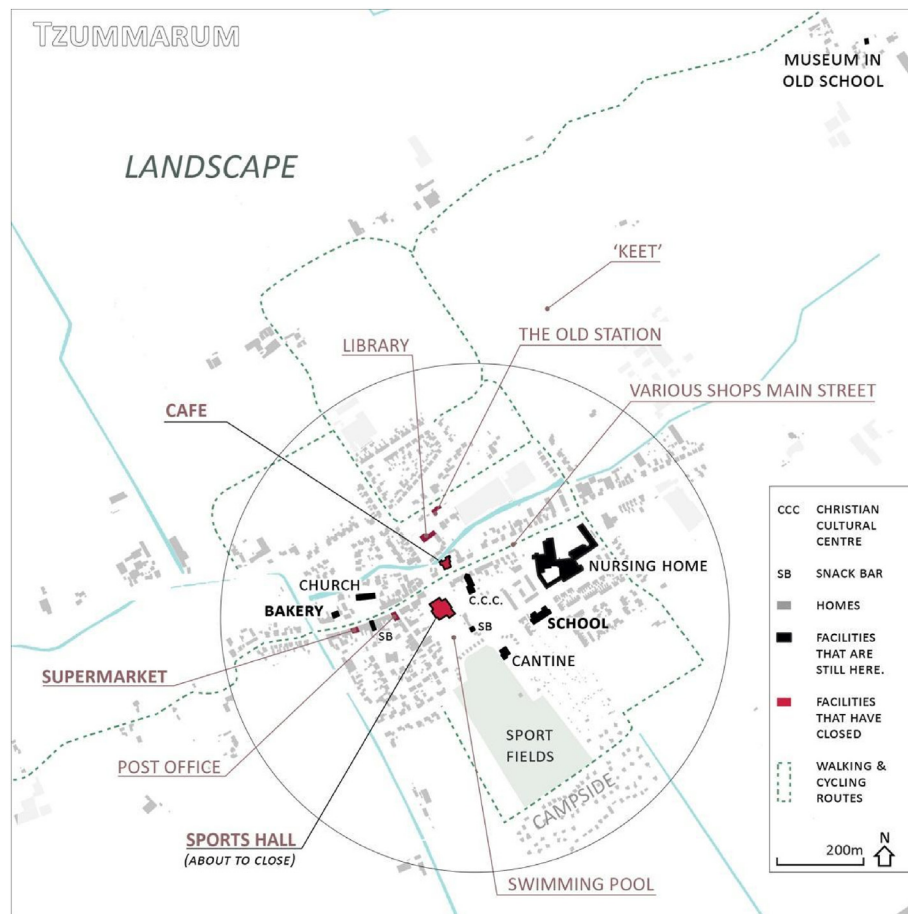 TZUMMARUM
MUSEUM IN
OLD SCHOOL
LANDSCAPE
‘KEET’
THE OLD STATION
LIBRARY
VARIOUS SHOPS MAIN STREET
CAFE
NURSING HOME
CHURCH
C.C.C.
BAKERY
SCHOOL
SB
SB
CANTINE
SUPERMARKET
SPORT
FIELDS
POST OFFICE
CAMPSIDE
SPORTS HALL
(ABOUT TO CLOSE)
SWIMMING POOL
CCC CHRISTIAN
CULTURAL
CENTRE
SB SNACK BAR
HOMES
FACILITIES
THAT ARE
STILL HERE.
FACILITIES
THAT HAVE
CLOSED
WALKING &
CYCLING
ROUTES
200m N